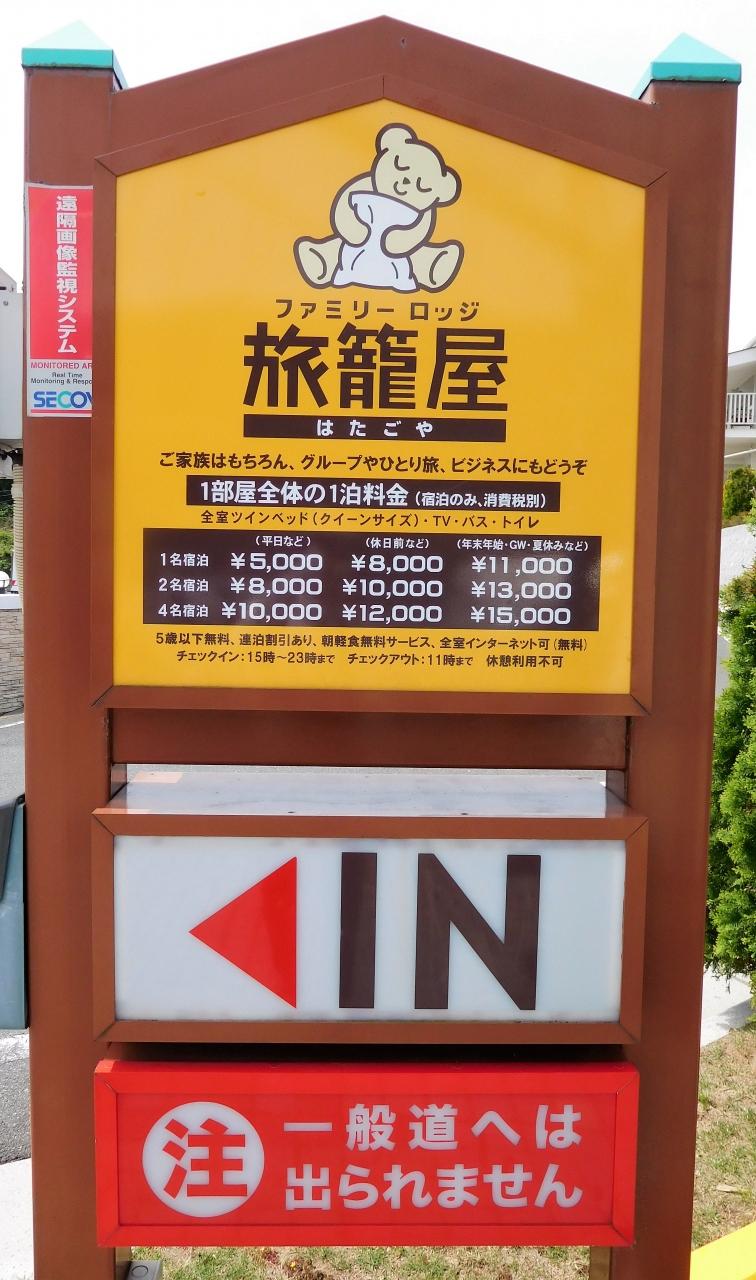 遠隔画像監視システム
MONITORED AR
Real Time
Monitoring & Respo
SECO
ファミリー ロッジ
旅籠屋
はたごや
ご家族はもちろん、グループやひとり旅、ビジネスにもどうぞ
1部屋全体の1泊料金(宿泊のみ、消費税別)
全室ツインベッド(クイーンサイズ)・TV・バス・トイレ
(平日など) (休日前など) (年末年始・GW・夏休みなど)
1名宿泊 ¥5,000 ¥8,000 ¥11,000
2名宿泊 ¥8,000 ¥10,000 ¥13,000
4名宿泊 ¥10,000 ¥12,000 ¥15,000
5歳以下無料、連泊割引あり、朝軽食無料サービス、全室インターネット可(無料)
チェックイン:15時~23時まで チェックアウト:11時まで 休憩利用不可
IN
注 一般道へは
出られません